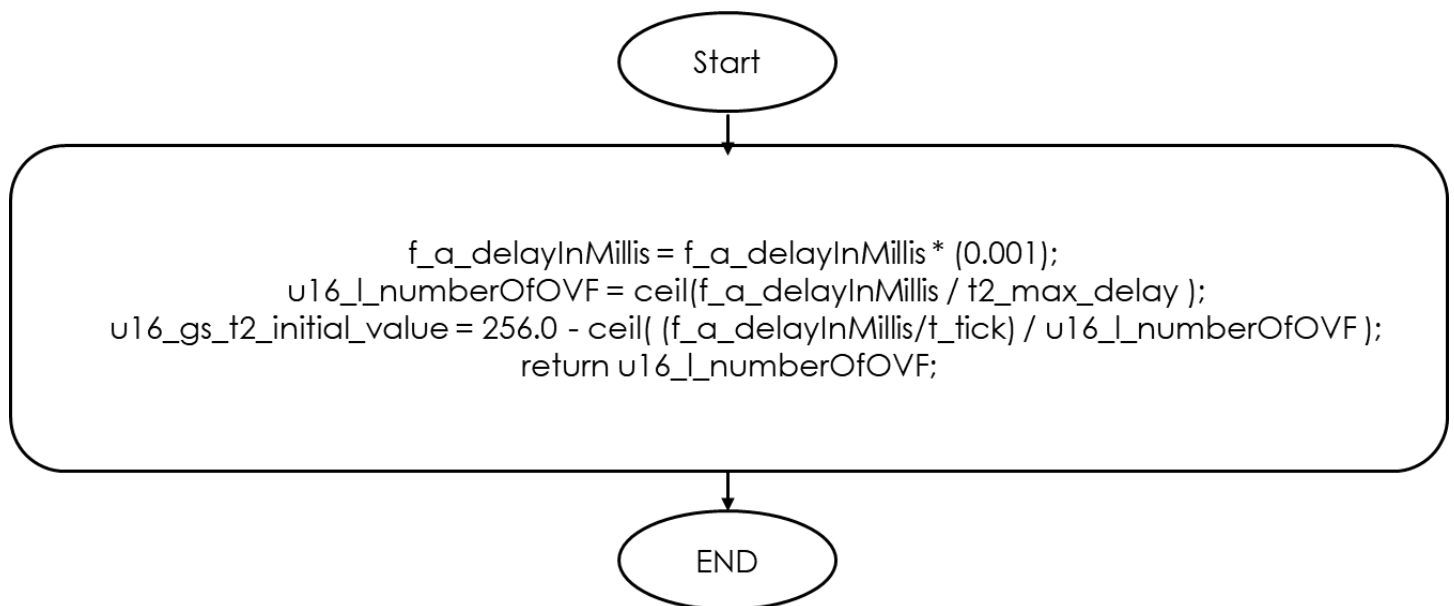 Start
f_a_delayInMillis = f_a_delayInMillis * (0.001);
u16_l_numberOfOVF = ceil(f_a_delayInMillis / t2_max_delay );
u16_gs_t2_initial_value = 256.0 - ceil( (f_a_delayInMillis/t_tick) / u16_l_numberOfOVF );
return u16_l_numberOfOVF;
END